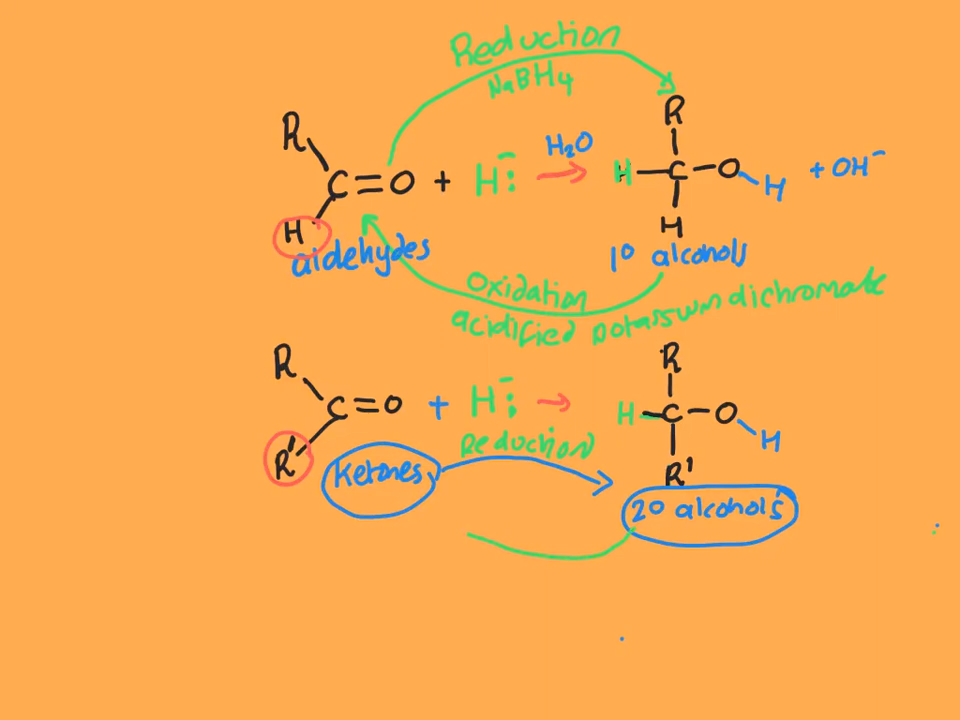 Reduction
NaBH4
R
C=O + H:⁻ → H-C-O-H + OH⁻
H₂O
R
H
H
aldehydes
1° alcohols
Oxidation
acidified potassium dichromate
R
C=O + H:⁻ → H-C-O-H
R
R'
R'
Reduction
Ketones
2° alcohols